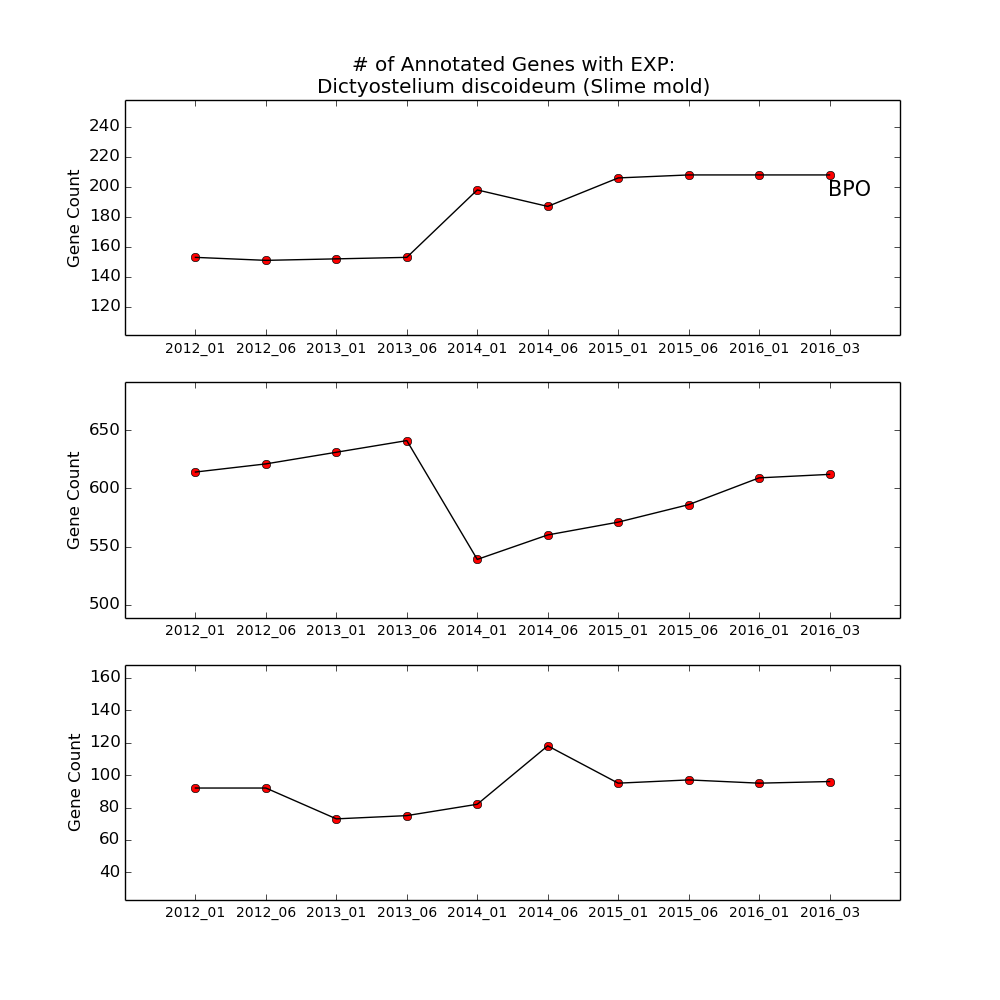 # of Annotated Genes with EXP:
Dictyostelium discoideum (Slime mold)
240
220
200
180
160
140
120
Gene Count
BPO
2012_01 2012_06 2013_01 2013_06 2014_01 2014_06 2015_01 2015_06 2016_01 2016_03
650
600
550
500
Gene Count
2012_01 2012_06 2013_01 2013_06 2014_01 2014_06 2015_01 2015_06 2016_01 2016_03
160
140
120
100
80
60
40
Gene Count
2012_01 2012_06 2013_01 2013_06 2014_01 2014_06 2015_01 2015_06 2016_01 2016_03